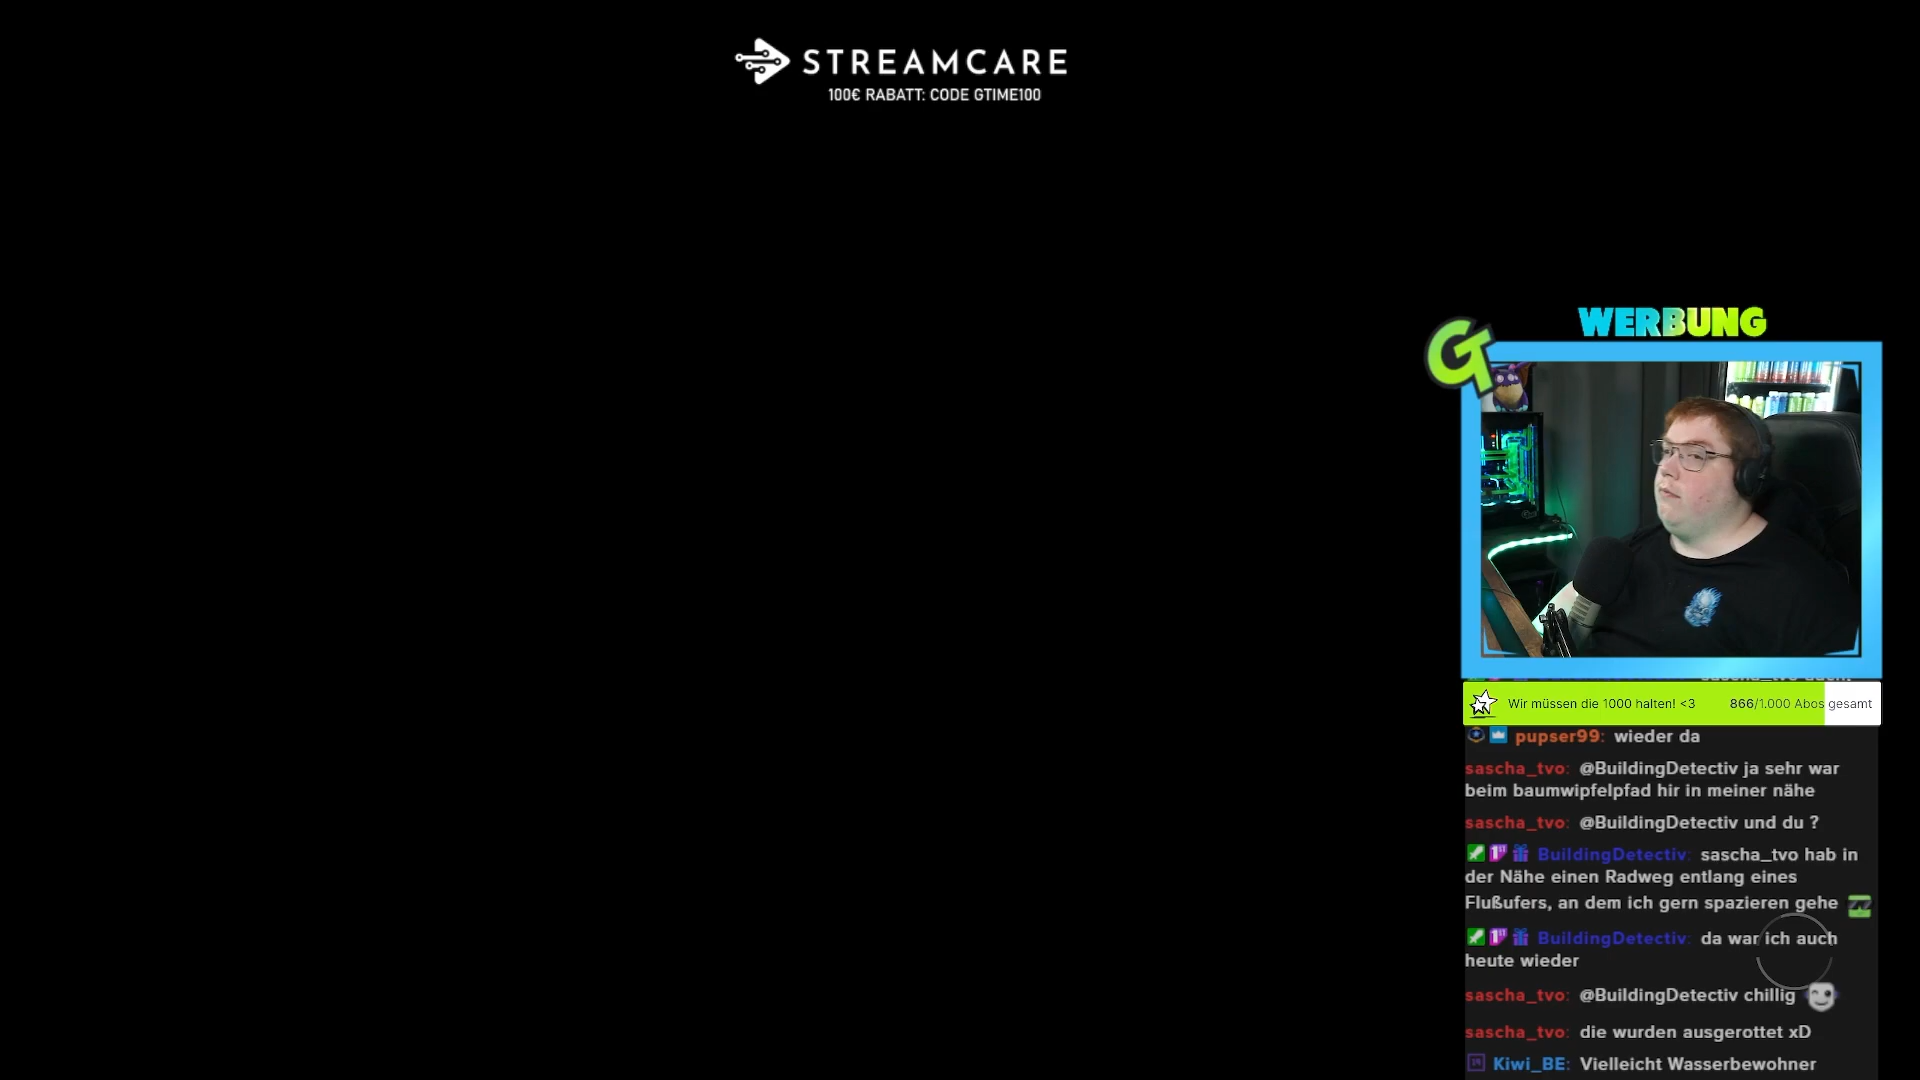 STREAMCARE
100€ RABATT: CODE GTIME100
WERBUNG
GT
Wir müssen die 1000 halten! <3 866/1.000 Abos gesamt
pupser99: wieder da
sascha_tvo: @BuildingDetectiv ja sehr war
beim baumwipfelpfad hir in meiner nähe
sascha_tvo: @BuildingDetectiv und du ?
BuildingDetectiv: sascha_tvo hab in
der Nähe einen Radweg entlang eines
Flußufers, an dem ich gern spazieren gehe
BuildingDetectiv: da war ich auch
heute wieder
sascha_tvo: @BuildingDetectiv chillig
sascha_tvo: die wurden ausgerottet xD
Kiwi_BE: Vielleicht Wasserbewohner